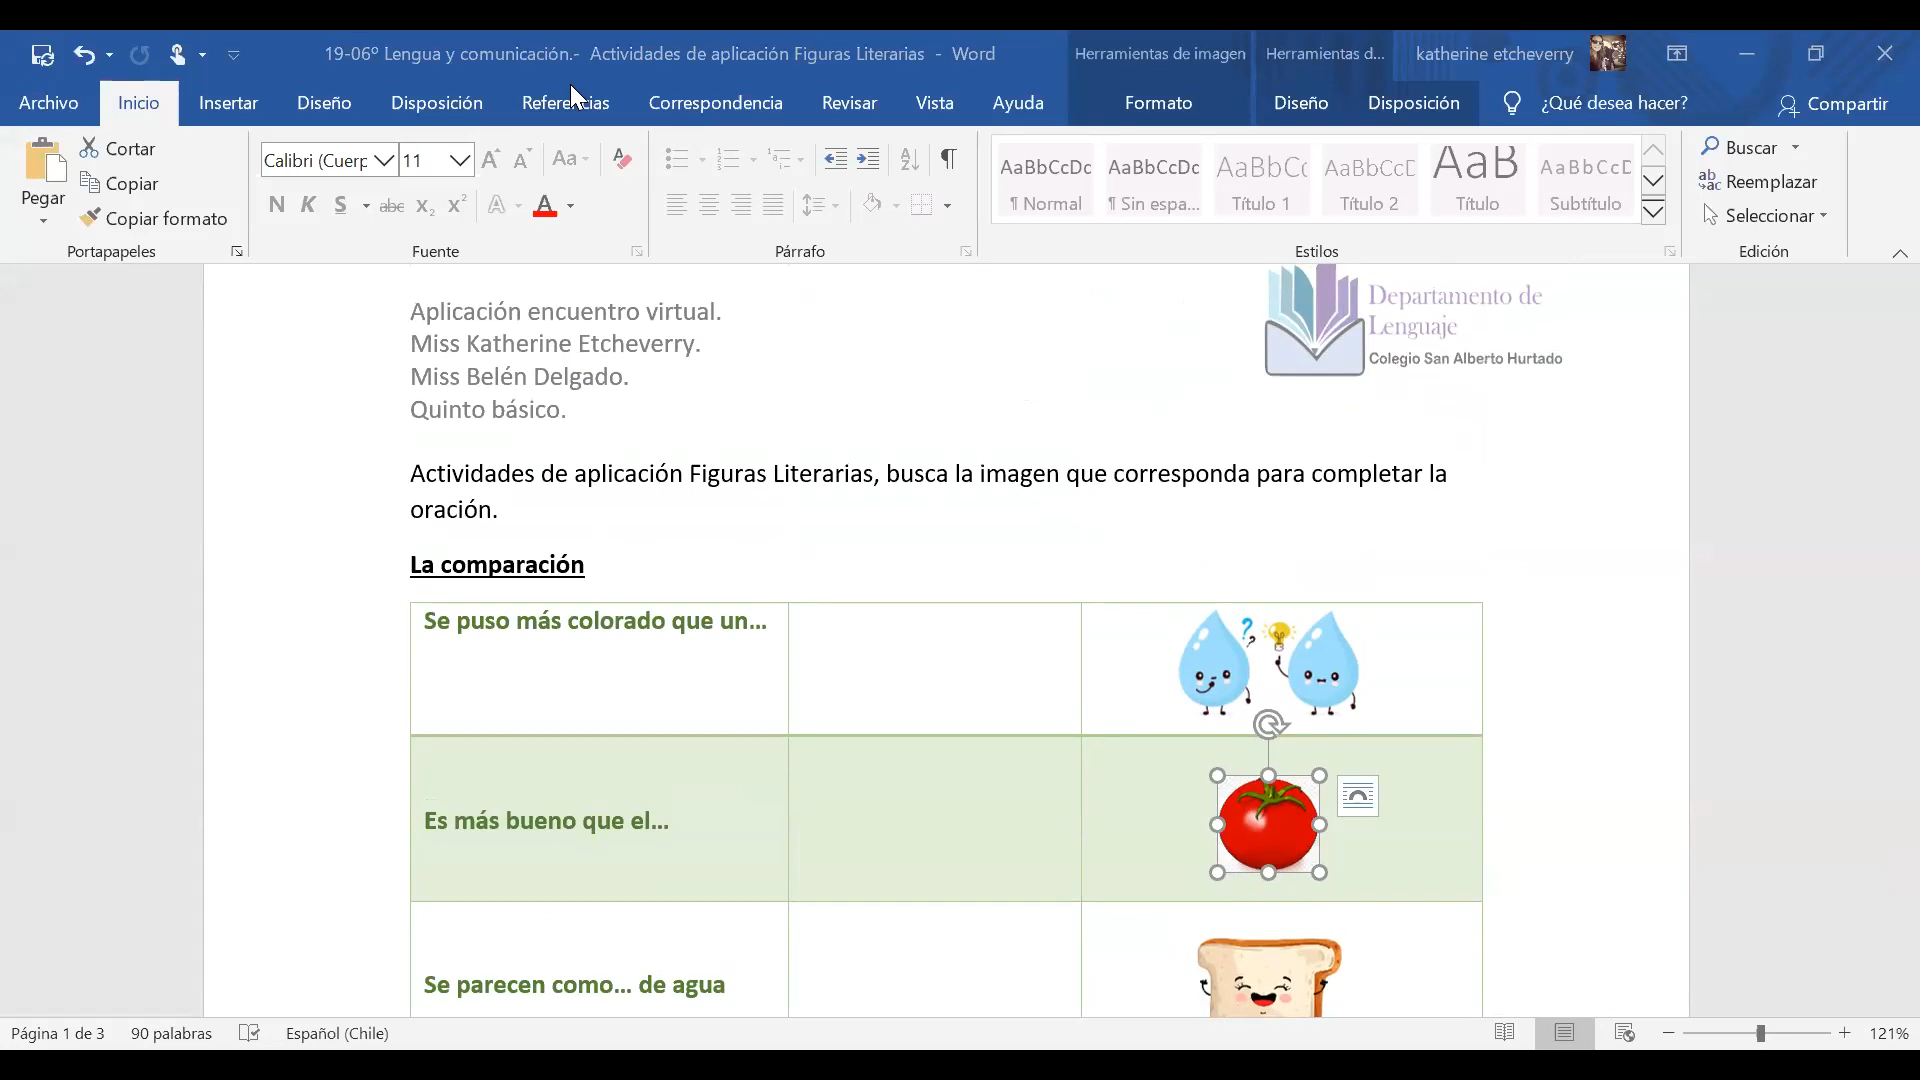 19-06º Lengua y comunicación.- Actividades de aplicación Figuras Literarias - Word
Herramientas de imagen
Herramientas d...
katherine etcheverry
Archivo
Inicio
Insertar
Diseño
Disposición
Referencias
Correspondencia
Revisar
Vista
Ayuda
Formato
Diseño
Disposición
¿Qué desea hacer?
Compartir
Pegar
Cortar
Copiar
Copiar formato
Portapapeles
Calibri (Cuerp
11
Aa
N K S abc x₂ x² A A
Fuente
Párrafo
AaBbCcDc
¶ Normal
AaBbCcDc
¶ Sin espa...
AaBbCc
Título 1
AaBbCcD
Título 2
AaB
Título
AaBbCcD
Subtítulo
Estilos
Buscar
Reemplazar
Seleccionar
Edición
Aplicación encuentro virtual.
Miss Katherine Etcheverry.
Miss Belén Delgado.
Quinto básico.
Departamento de
Lenguaje
Colegio San Alberto Hurtado
Actividades de aplicación Figuras Literarias, busca la imagen que corresponda para completar la
oración.
La comparación
Se puso más colorado que un...
Es más bueno que el...
Se parecen como... de agua
Página 1 de 3
90 palabras
Español (Chile)
121%